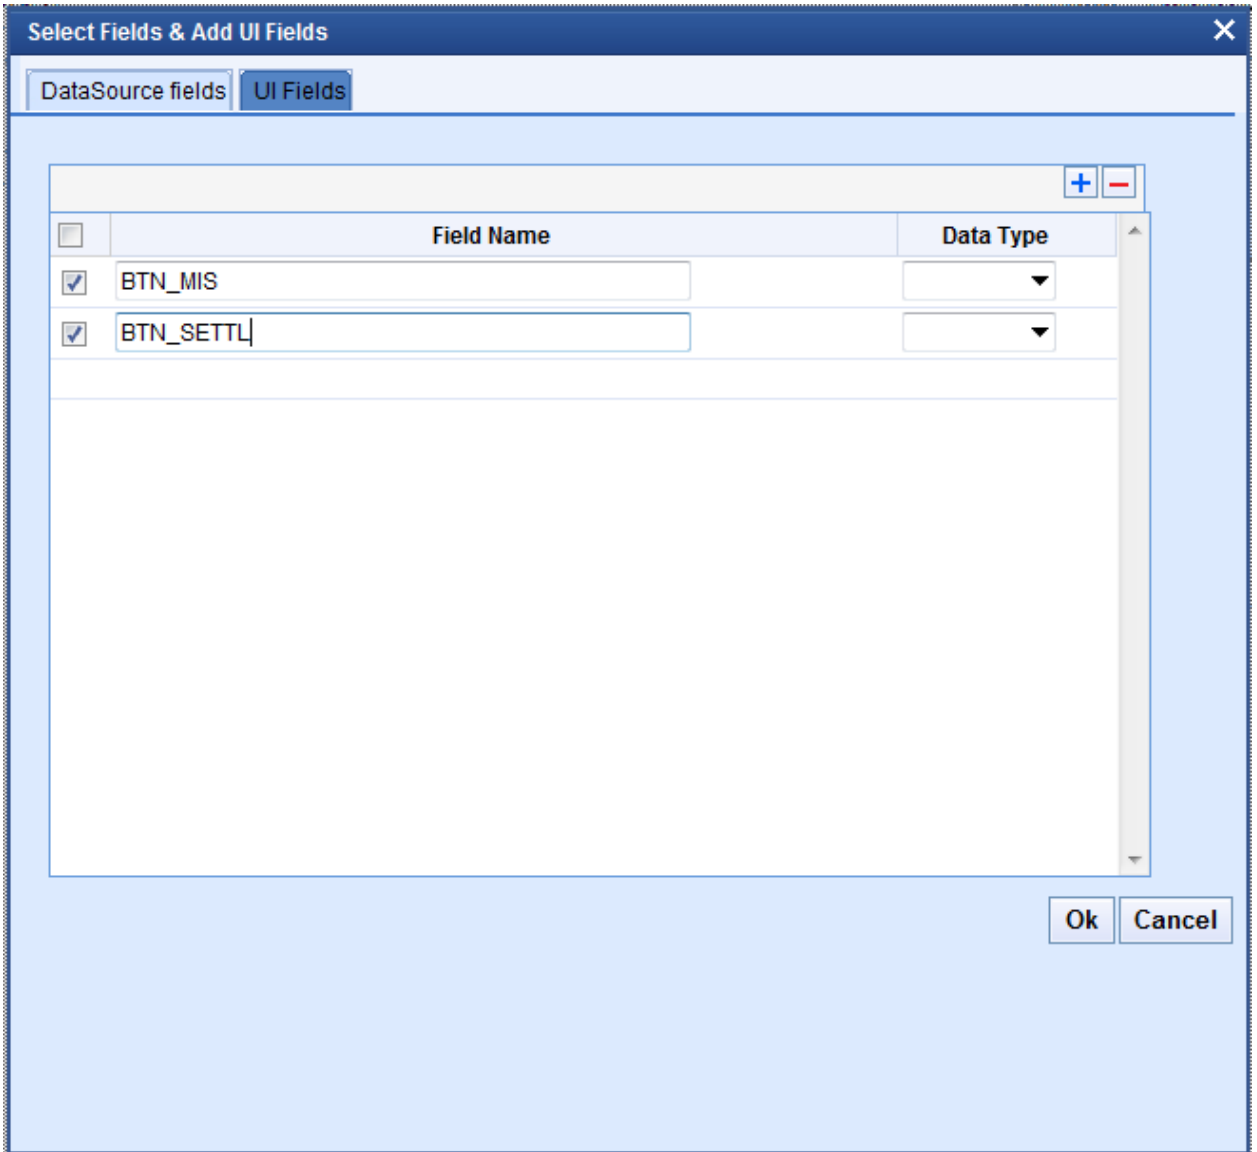 Select Fields & Add UI Fields
DataSource fields UI Fields
Field Name Data Type
BTN_MIS
BTN_SETTL
Ok Cancel